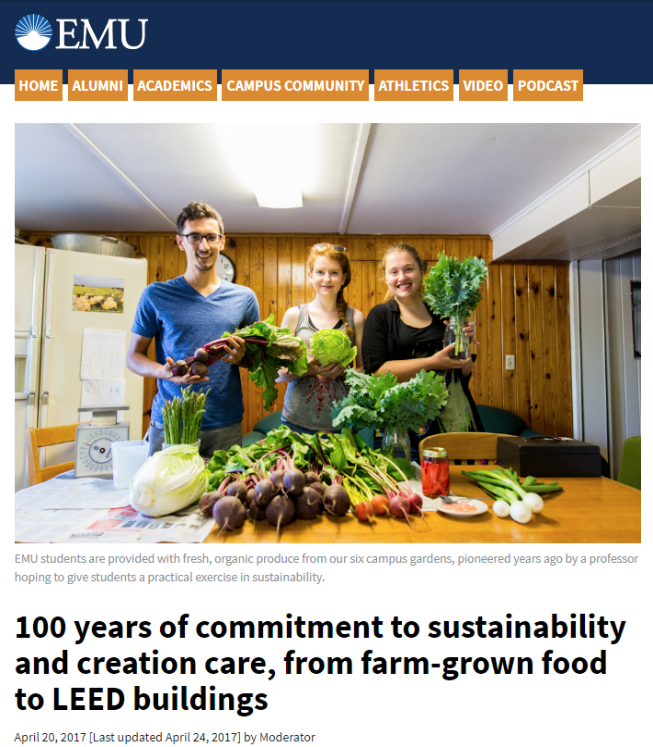 EMU
HOME ALUMNI ACADEMICS CAMPUS COMMUNITY ATHLETICS VIDEO PODCAST
EMU students are provided with fresh, organic produce from our six campus gardens, pioneered years ago by a professor
hoping to give students a practical exercise in sustainability.
100 years of commitment to sustainability
and creation care, from farm-grown food
to LEED buildings
April 20, 2017 [Last updated April 24, 2017] by Moderator